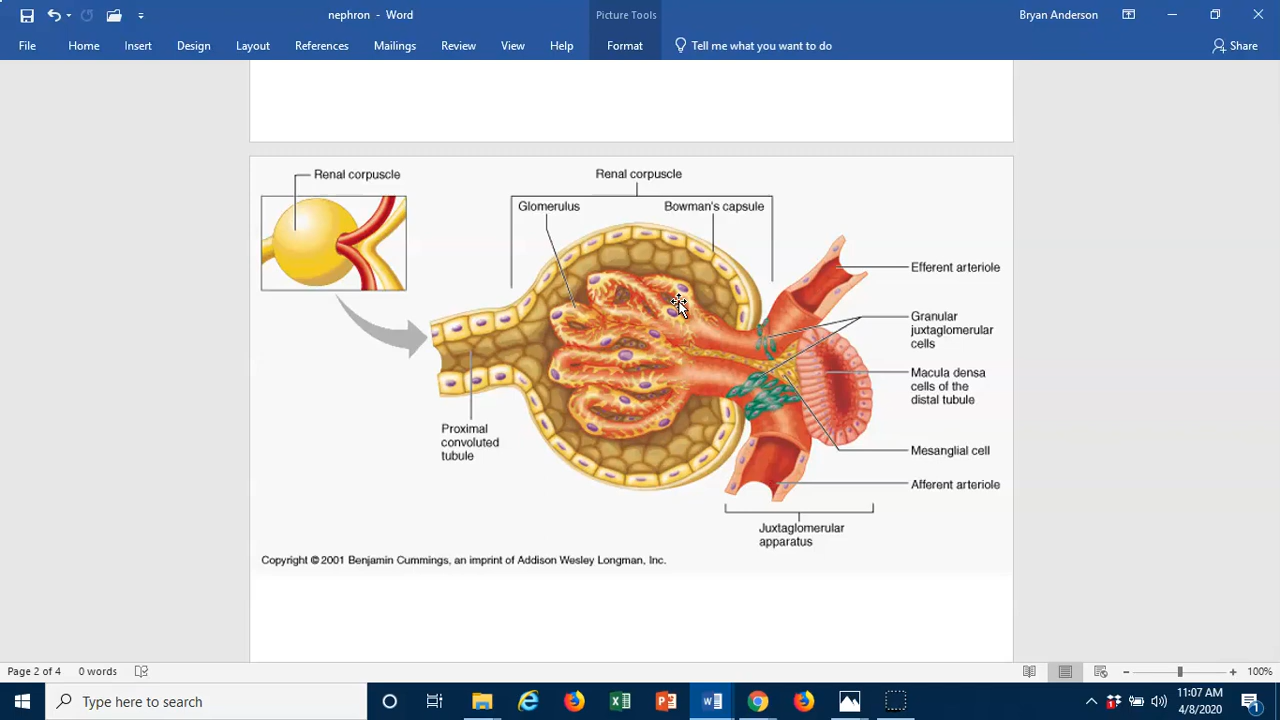 nephron - Word
Picture Tools
Bryan Anderson
File Home Insert Design Layout References Mailings Review View Help Format Tell me what you want to do Share
Renal corpuscle
Renal corpuscle
Glomerulus
Bowman's capsule
Efferent arteriole
Granular
juxtaglomerular
cells
Macula densa
cells of the
distal tubule
Proximal
convoluted
tubule
Mesanglial cell
Afferent arteriole
Juxtaglomerular
apparatus
Copyright © 2001 Benjamin Cummings, an imprint of Addison Wesley Longman, Inc.
Page 2 of 4 0 words 100%
Type here to search
11:07 AM
4/8/2020